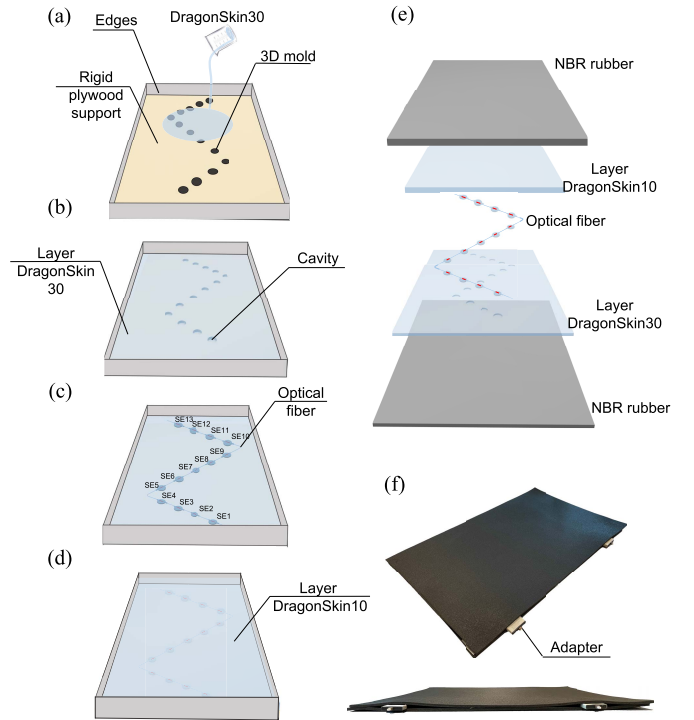 (a)
Edges
DragonSkin30
3D mold
Rigid
plywood
support
(b)
Layer
DragonSkin
30
Cavity
(c)
Optical
fiber
SE13
SE12
SE11
SE10
SE9
SE8
SE7
SE6
SE5
SE4
SE3
SE2
SE1
(d)
Layer
DragonSkin10
(e)
NBR rubber
Layer
DragonSkin10
Optical fiber
Layer
DragonSkin30
NBR rubber
(f)
Adapter